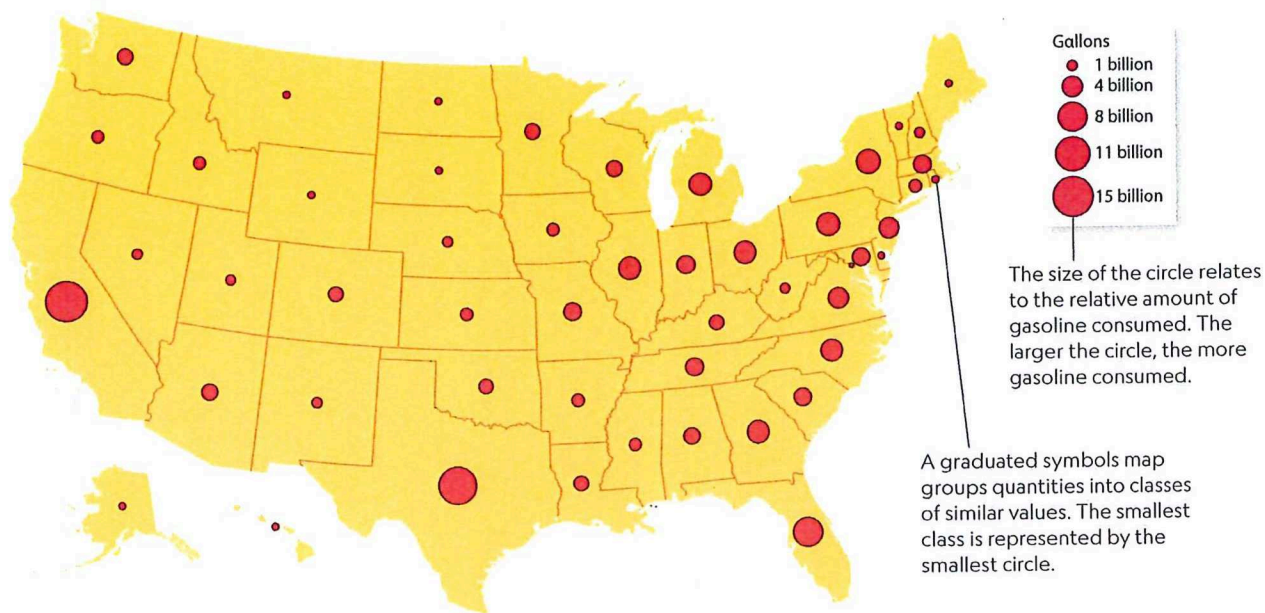 Gallons
1 billion
4 billion
8 billion
11 billion
15 billion
The size of the circle relates
to the relative amount of
gasoline consumed. The
larger the circle, the more
gasoline consumed.
A graduated symbols map
groups quantities into classes
of similar values. The smallest
class is represented by the
smallest circle.